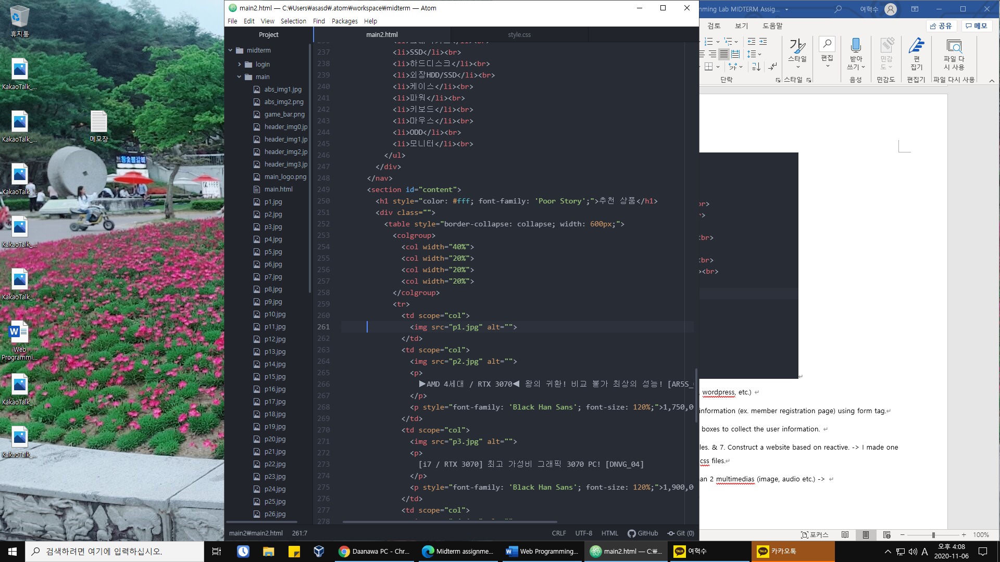 휴지통
KakaoTalk_...
KakaoTalk_...
메모장
KakaoTalk_...
KakaoTalk_...
KakaoTalk_...
Web
Programmi...
KakaoTalk_...
KakaoTalk_...
main2.html — C:₩Users₩asasd₩.atom₩workspace₩midterm — Atom
File Edit View Selection Find Packages Help
Project
main2.html
style.css
midterm
login
main
abs_img1.jpg
abs_img2.png
game_bar.png
header_img0.jp
header_img1.jp
header_img2.jp
header_img3.jp
main_logo.png
main.html
p1.jpg
p2.jpg
p3.jpg
p4.jpg
p5.jpg
p6.jpg
p7.jpg
p8.jpg
p9.jpg
p10.jpg
p11.jpg
p12.jpg
p13.jpg
p14.jpg
p15.jpg
p16.jpg
p17.jpg
p18.jpg
p19.jpg
p20.jpg
p21.jpg
p22.jpg
p23.jpg
p24.jpg
p25.jpg
p26.jpg
237 <li>SSD</li><br>
238 <li>하드디스크</li><br>
239 <li>외장HDD/SSD</li><br>
240 <li>케이스</li><br>
241 <li>파워</li><br>
242 <li>키보드</li><br>
243 <li>마우스</li><br>
244 <li>ODD</li><br>
245 <li>모니터</li><br>
246 </ul>
247 </div>
248 </nav>
249 <section id="content">
250 <h1 style="color: #fff; font-family: 'Poor Story';">추천 상품</h1>
251 <div class="">
252 <table style="border-collapse: collapse; width: 600px;">
253 <colgroup>
254 <col width="40%">
255 <col width="20%">
256 <col width="20%">
257 <col width="20%">
258 </colgroup>
259 <tr>
260 <td scope="col">
261 <img src="p1.jpg" alt="">
262 </td>
263 <td scope="col">
264 <img src="p2.jpg" alt="">
265 <p>
266 ▶AMD 4세대 / RTX 3070◀ 왕의 귀환! 비교 불가 최상의 성능! [AR5S_
267 </p>
268 <p style="font-family: 'Black Han Sans'; font-size: 120%;">1,750,0
269 </td>
270 <td scope="col">
271 <img src="p3.jpg" alt="">
272 <p>
273 [i7 / RTX 3070] 최고 가성비 그래픽 3070 PC! [DNVG_04]
274 </p>
275 <p style="font-family: 'Black Han Sans'; font-size: 120%;">1,900,0
276 </td>
277 <td scope="col">
278
main2₩main2.html 261:7
CRLF UTF-8 HTML GitHub Git (0)
mming Lab MIDTERM Assig...
여혁수
검토 보기 도움말
공유 메모
스타일 편집 받아쓰기 민감도 편집기 파일 다시 사용
단락 스타일 음성 민감도 편집기 파일 다시 사용
br>
>
<br>
<br>
><br>
wordpress, etc.)
information (ex. member registration page) using form tag.
boxes to collect the user information.
les. & 7. Construct a website based on reactive. -> I made one
css files.
an 2 multimedias (image, audio etc.) ->
포커스 100%
검색하려면 여기에 입력하십시오.
Daanawa PC - Chr...
Midterm assignme...
Web Programming...
main2.html — C:₩...
여혁수
카카오톡
A
오후 4:08
2020-11-06